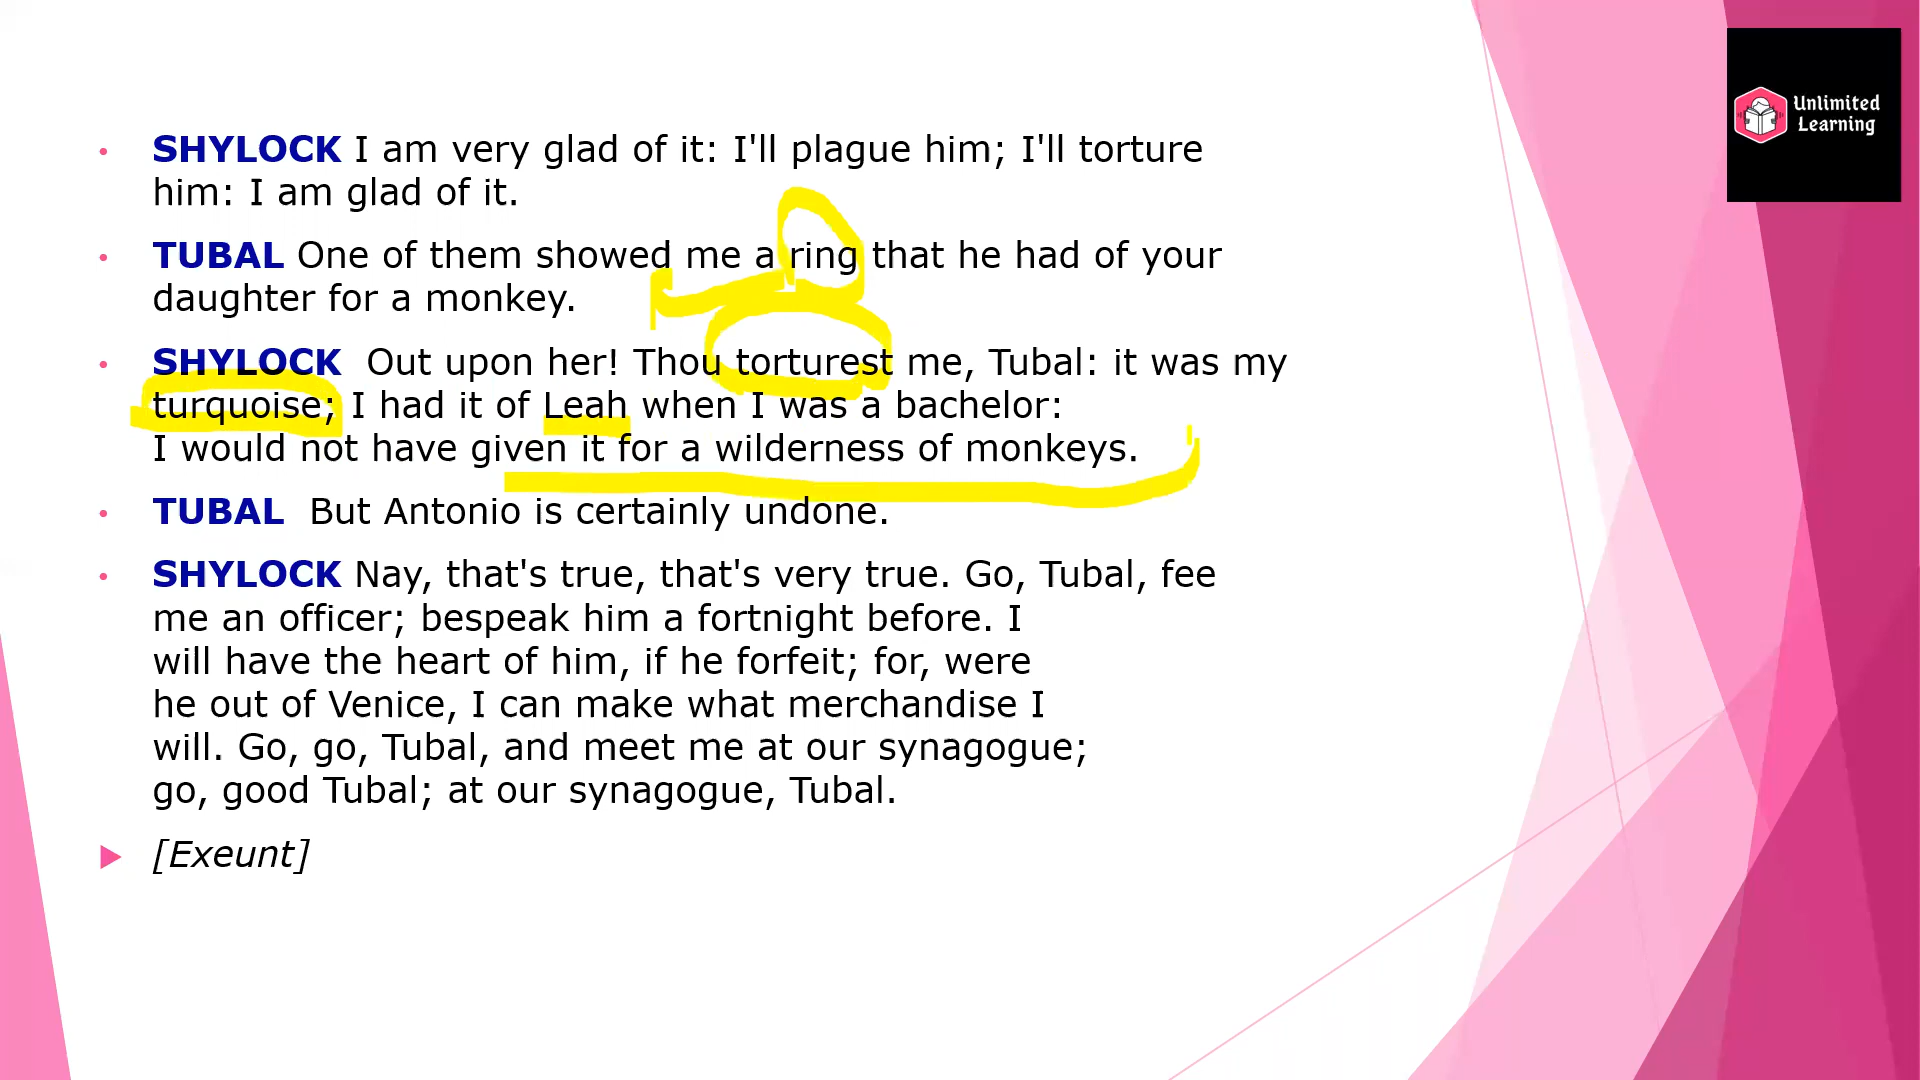 Unlimited
Learning
SHYLOCK I am very glad of it: I'll plague him; I'll torture
him: I am glad of it.
TUBAL One of them showed me a ring that he had of your
daughter for a monkey.
SHYLOCK Out upon her! Thou torturest me, Tubal: it was my
turquoise; I had it of Leah when I was a bachelor:
I would not have given it for a wilderness of monkeys.
TUBAL But Antonio is certainly undone.
SHYLOCK Nay, that's true, that's very true. Go, Tubal, fee
me an officer; bespeak him a fortnight before. I
will have the heart of him, if he forfeit; for, were
he out of Venice, I can make what merchandise I
will. Go, go, Tubal, and meet me at our synagogue;
go, good Tubal; at our synagogue, Tubal.
[Exeunt]